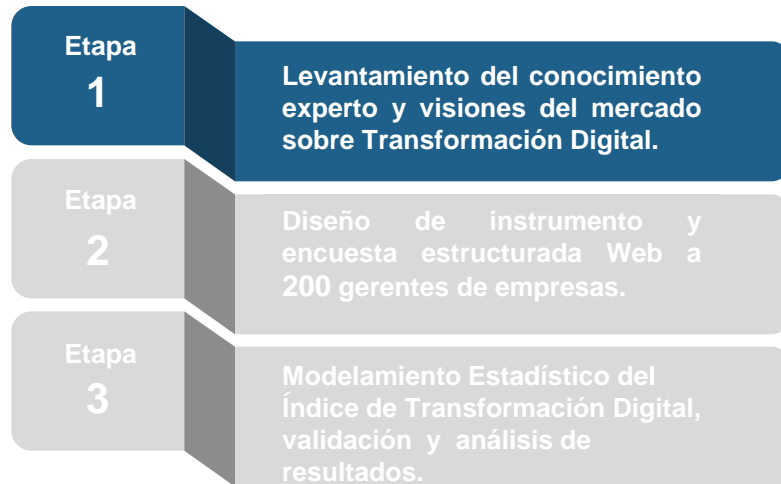 Etapa
1
Levantamiento del conocimiento
experto y visiones del mercado
sobre Transformación Digital.
Etapa
2
Diseño de instrumento y
encuesta estructurada Web a
200 gerentes de empresas.
Etapa
3
Modelamiento Estadístico del
Índice de Transformación Digital,
validación y análisis de
resultados.